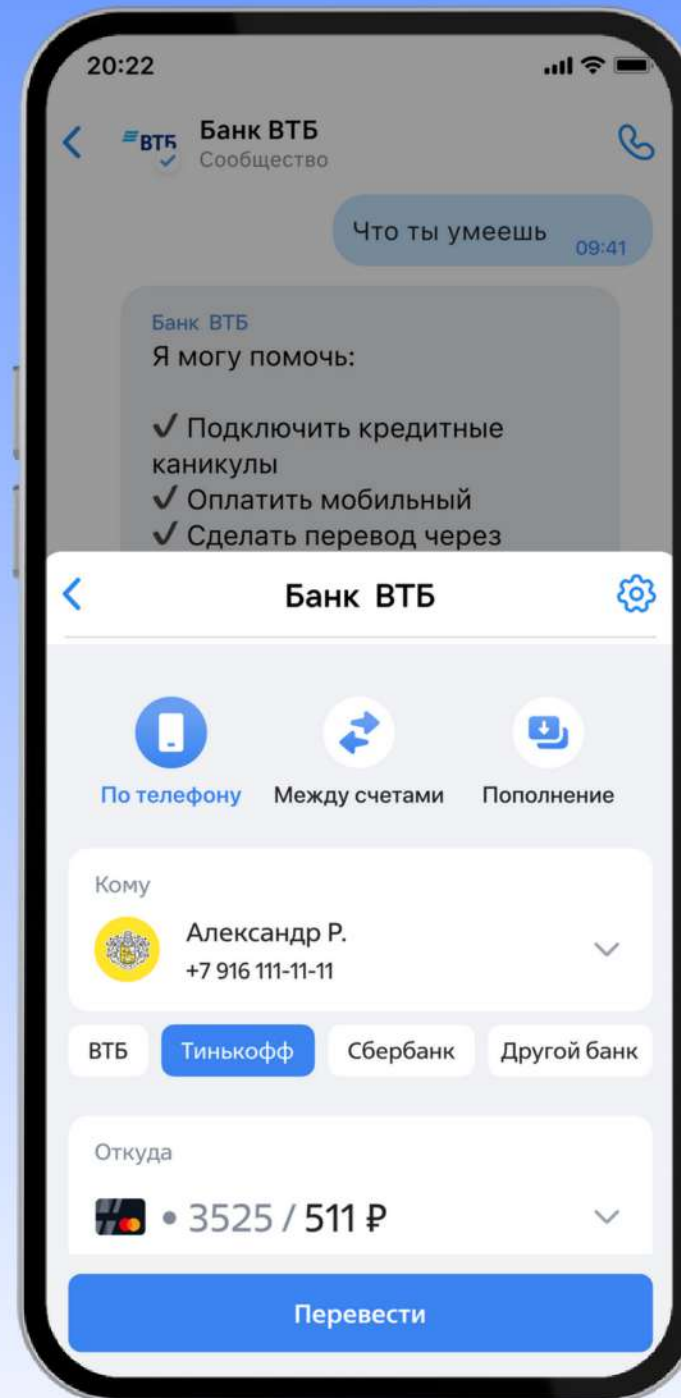 20:22
ВТБ
Банк ВТБ
Сообщество
Что ты умеешь
09:41
Банк ВТБ
Я могу помочь:
✓ Подключить кредитные
каникулы
✓ Оплатить мобильный
✓ Сделать перевод через
Банк ВТБ
По телефону Между счетами Пополнение
Кому
Александр Р.
+7 916 111-11-11
ВТБ Тинькофф Сбербанк Другой банк
Откуда
• 3525 / 511 ₽
Перевести